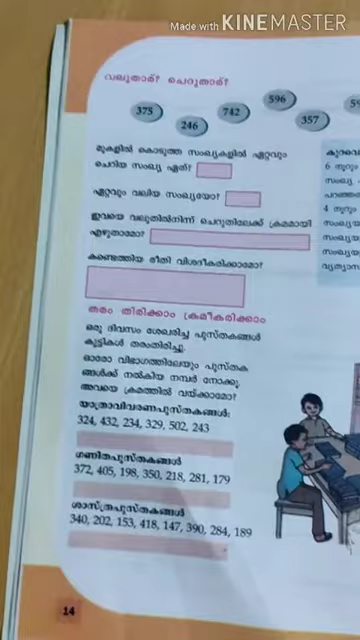 Made with KINEMASTER
വലുതാര്? ചെറുതാര്?
596
375
742
246
357
മുകളിൽ കൊടുത്ത സംഖ്യകളിൽ ഏറ്റവും
ചെറിയ സംഖ്യ ഏത്?
ഏറ്റവും വലിയ സംഖ്യയോ?
ഇവയെ വലുതിൽനിന്ന് ചെറുതിലേക്ക് ക്രമമായി
എഴുതാമോ?
കണ്ടെത്തിയ രീതി വിശദീകരിക്കാമോ?
6 നൂറും
സംഖ്യ
4 നൂറും
തരം തിരിക്കാം ക്രമീകരിക്കാം
ഒരു ദിവസം ശേഖരിച്ച പുസ്തകങ്ങൾ
കുട്ടികൾ തരംതിരിച്ചു.
ഓരോ വിഭാഗത്തിലേയും പുസ്തക
ങ്ങൾക്ക് നൽകിയ നമ്പർ നോക്കൂ.
അവയെ ക്രമത്തിൽ വയ്ക്കാമോ?
യാത്രാവിവരണപുസ്തകങ്ങൾ:
324, 432, 234, 329, 502, 243
ഗണിതപുസ്തകങ്ങൾ
372, 405, 198, 350, 218, 281, 179
ശാസ്ത്രപുസ്തകങ്ങൾ
340, 202, 153, 418, 147, 390, 284, 189
14